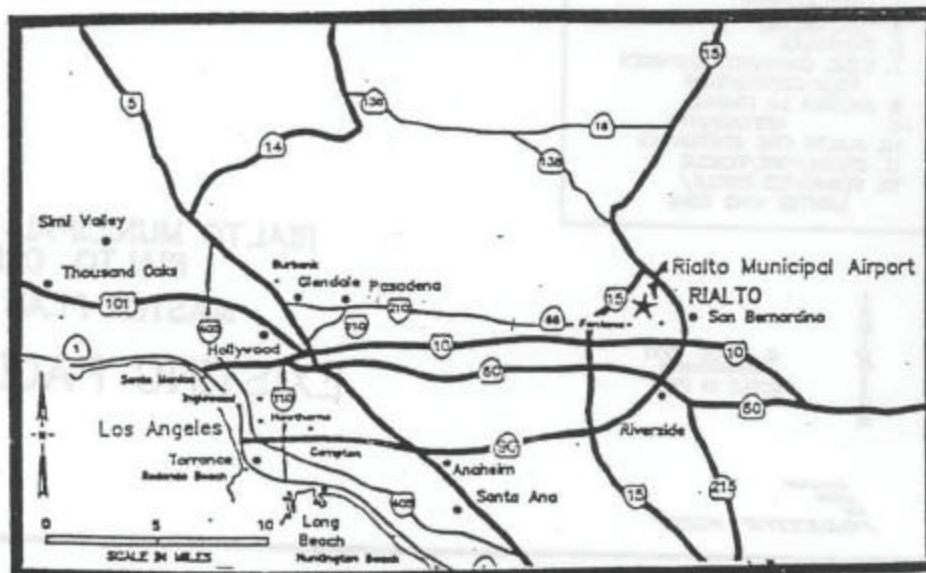 5
14
138
18
15
138
Simi Valley
Thousand Oaks
101
Burbank
Glendale
Pasadena
210
210
66
15
Rialto Municipal Airport
RIALTO
San Bernardino
Fontana
405
1
Hollywood
10
60
10
60
Santa Monica
Inglewood
710
Hawthorne
Los Angeles
Compton
Torrance
Redondo Beach
Anaheim
Riverside
Santa Ana
405
15
215
Long
Beach
Huntington Beach
0 5 10
SCALE IN MILES